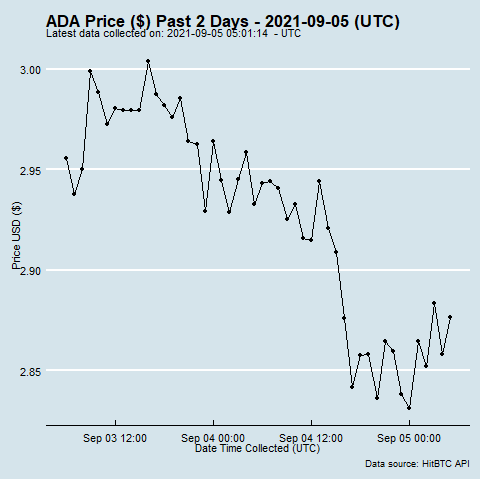 ADA Price ($) Past 2 Days - 2021-09-05 (UTC)
Latest data collected on: 2021-09-05 05:01:14  - UTC
3.00
2.95
2.90
2.85
Price USD ($)
Sep 03 12:00
Sep 04 00:00
Sep 04 12:00
Sep 05 00:00
Date Time Collected (UTC)
Data source: HitBTC API